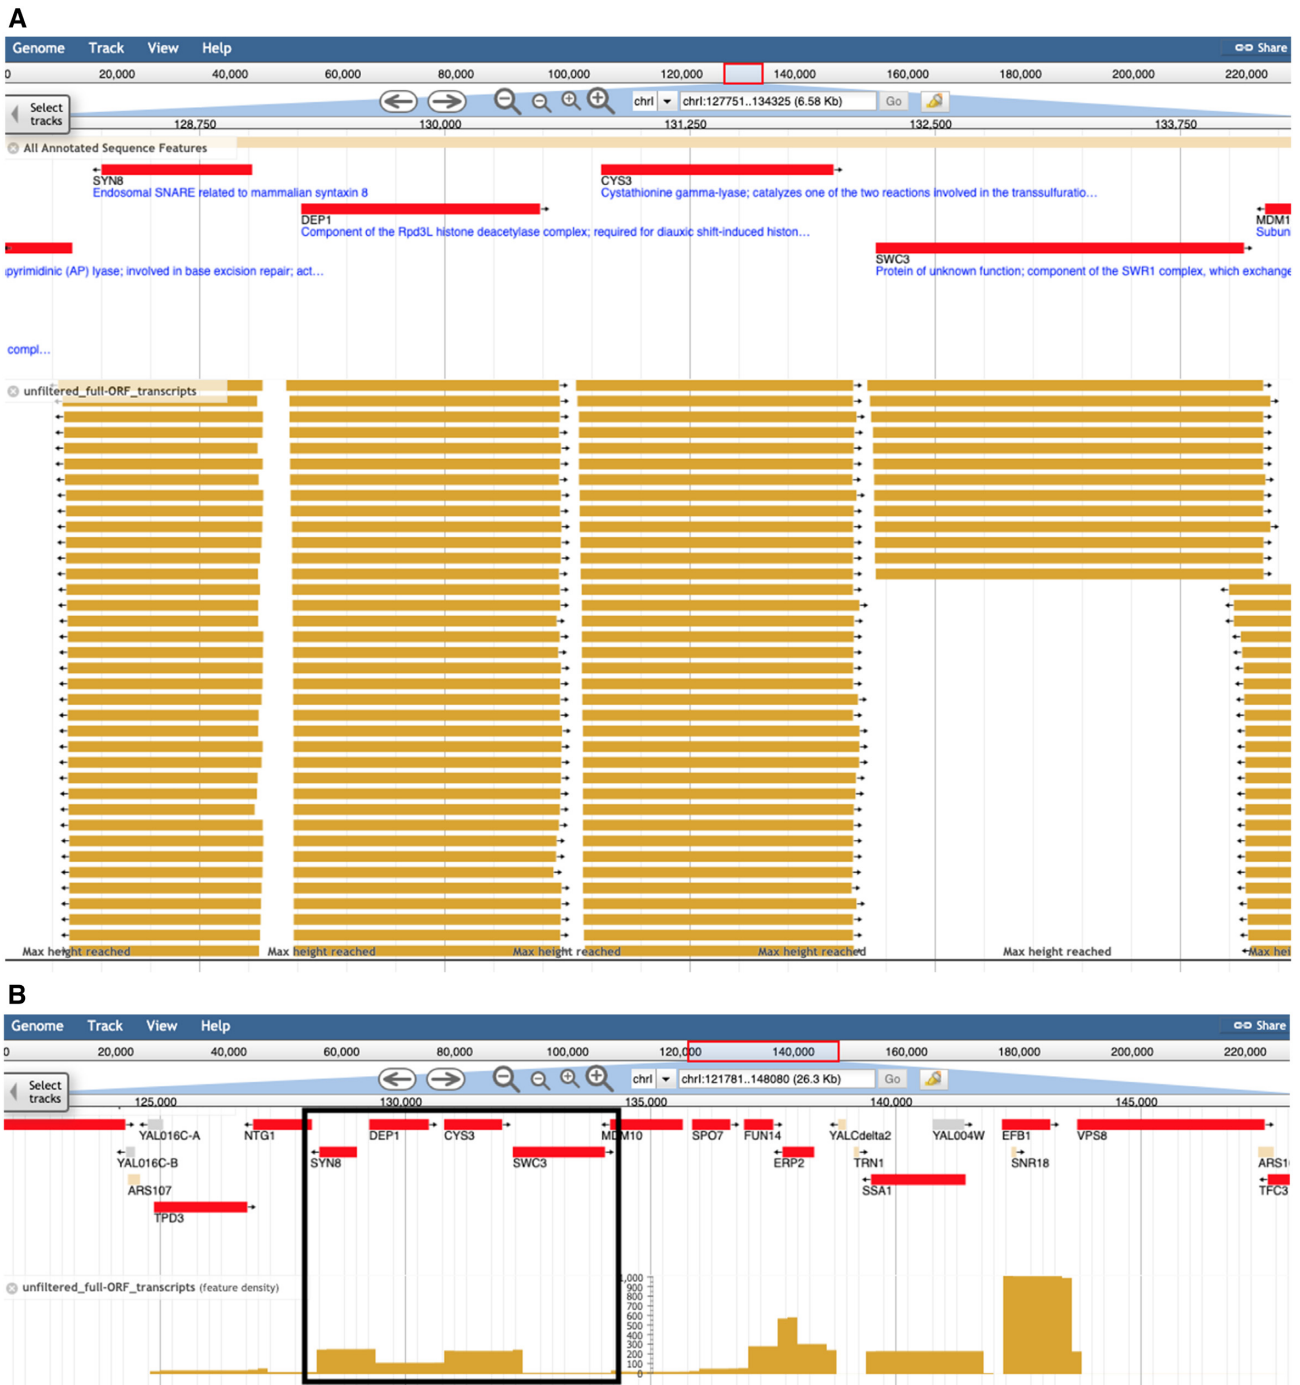 A
Genome Track View Help Share
0 20,000 40,000 60,000 80,000 100,000 120,000 140,000 160,000 180,000 200,000 220,000
Select tracks chrI chrI:127751..134325 (6.58 Kb) Go
128,750 130,000 131,250 132,500 133,750
All Annotated Sequence Features
SYN8 CYS3
Endosomal SNARE related to mammalian syntaxin 8 Cystathionine gamma-lyase; catalyzes one of the two reactions involved in the transsulfuratio...
DEP1 MDM1
Component of the Rpd3L histone deacetylase complex; required for diauxic shift-induced histon... Subun
SWC3
pyrimidinic (AP) lyase; involved in base excision repair; act... Protein of unknown function; component of the SWR1 complex, which exchange
compl...
unfiltered_full-ORF_transcripts
Max height reached Max height reached Max height reached Max height reached Max height reached Max hei
B
Genome Track View Help Share
0 20,000 40,000 60,000 80,000 100,000 120,000 140,000 160,000 180,000 200,000 220,000
Select tracks chrI chrI:121781..148080 (26.3 Kb) Go
125,000 130,000 135,000 140,000 145,000
YAL016C-A NTG1 DEP1 CYS3 MDM10 SPO7 FUN14 YALCdelta2 YAL004W EFB1 VPS8
YAL016C-B SYN8 SWC3 ERP2 TRN1 SNR18 ARS1
ARS107 SSA1 TFC3
TPD3
unfiltered_full-ORF_transcripts (feature density)
1,000
900
800
700
600
500
400
300
200
100
0